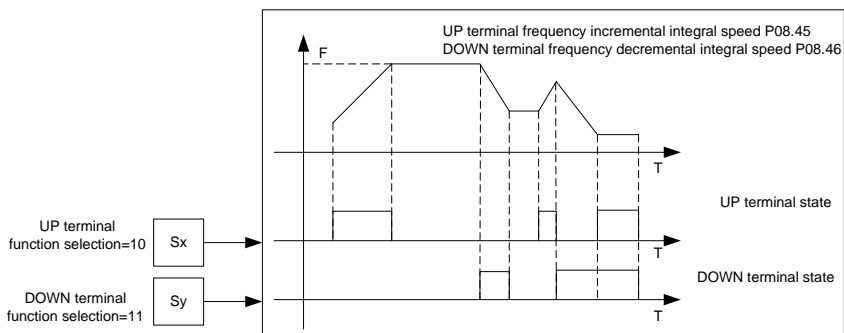 UP terminal frequency incremental integral speed P08.45
DOWN terminal frequency decremental integral speed P08.46
F
T
UP terminal state
UP terminal
function selection=10
Sx
T
DOWN terminal state
DOWN terminal
function selection=11
Sy
T